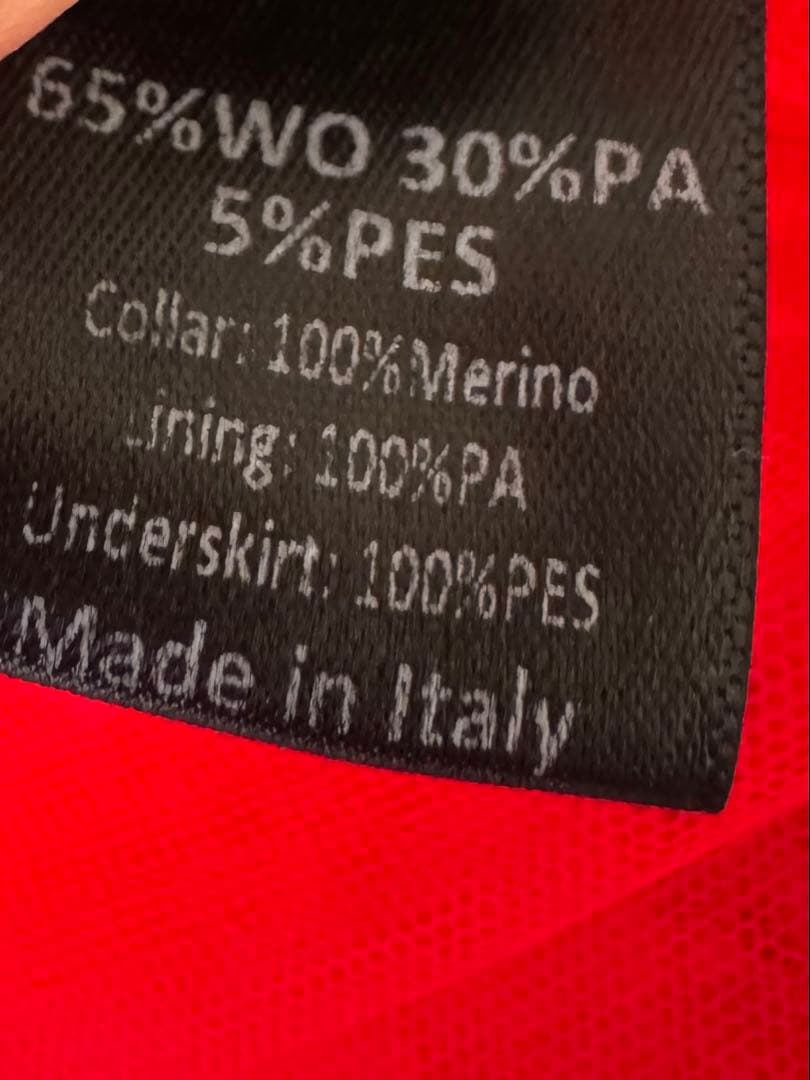 65%WO 30%PA
5%PES
Collar: 100%Merino
Lining: 100%PA
Underskirt: 100%PES
Made in Italy